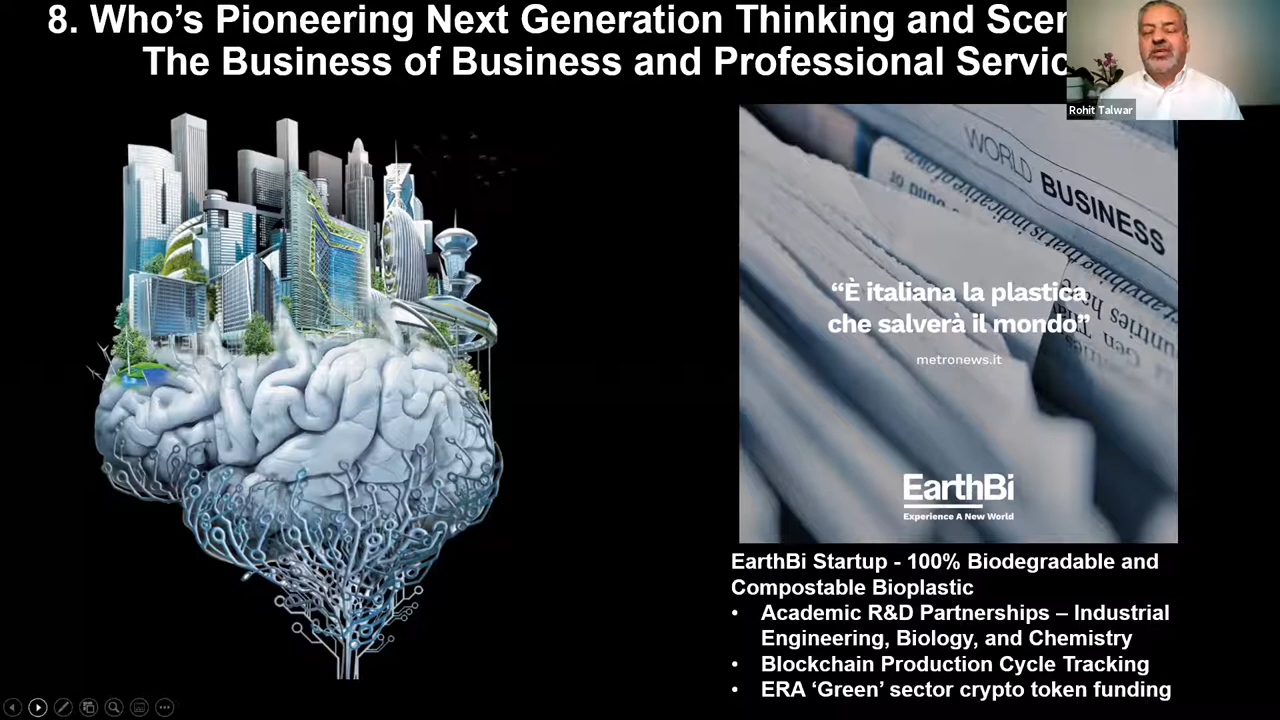 8. Who’s Pioneering Next Generation Thinking and
The Business of Business and Professional
Rohit Talwar
WORLD BUSINESS
“È italiana la plastica
che salverà il mondo”
metronews.it
EarthBi
Experience A New World
EarthBi Startup - 100% Biodegradable and
Compostable Bioplastic
• Academic R&D Partnerships – Industrial
Engineering, Biology, and Chemistry
• Blockchain Production Cycle Tracking
• ERA ‘Green’ sector crypto token funding